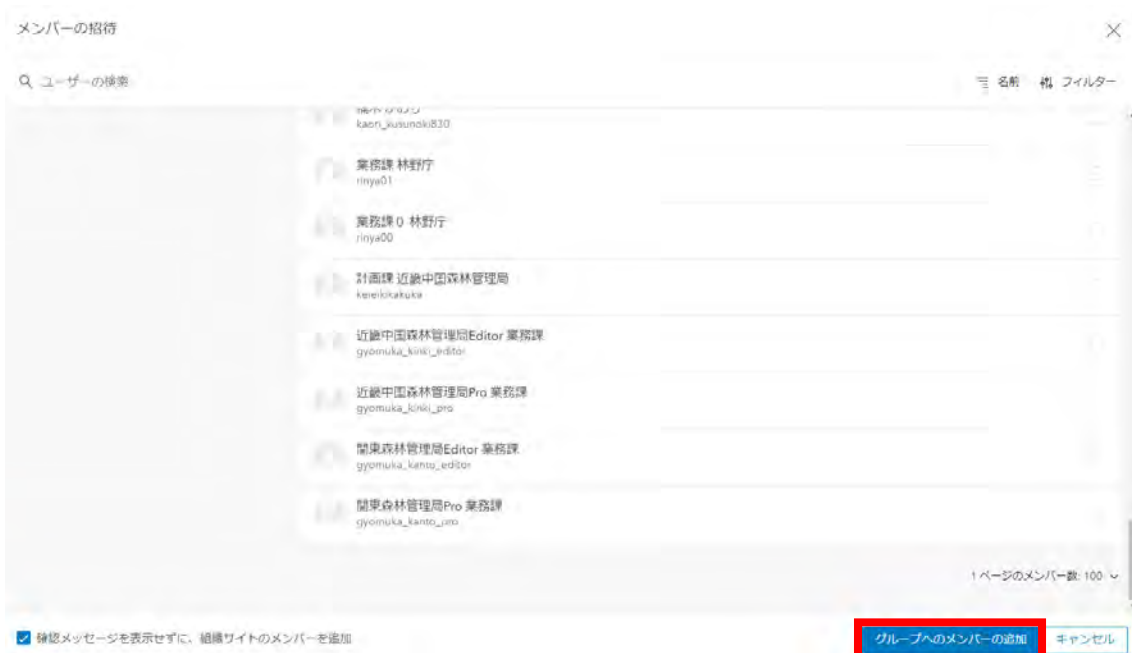 メンバーの招待
ユーザーの検索
名前 フィルター
kaori_kusunoki830
業務課 林野庁
rinya01
業務課0 林野庁
rinya00
計画課 近畿中国森林管理局
keieikikakuka
近畿中国森林管理局Editor 業務課
gyomuka_kinki_editor
近畿中国森林管理局Pro 業務課
gyomuka_kinki_pro
関東森林管理局Editor 業務課
gyomuka_kanto_editor
関東森林管理局Pro 業務課
gyomuka_kanto_pro
1 ページのメンバー数: 100
確認メッセージを表示せずに、組織サイトのメンバーを追加
グループへのメンバーの追加 キャンセル